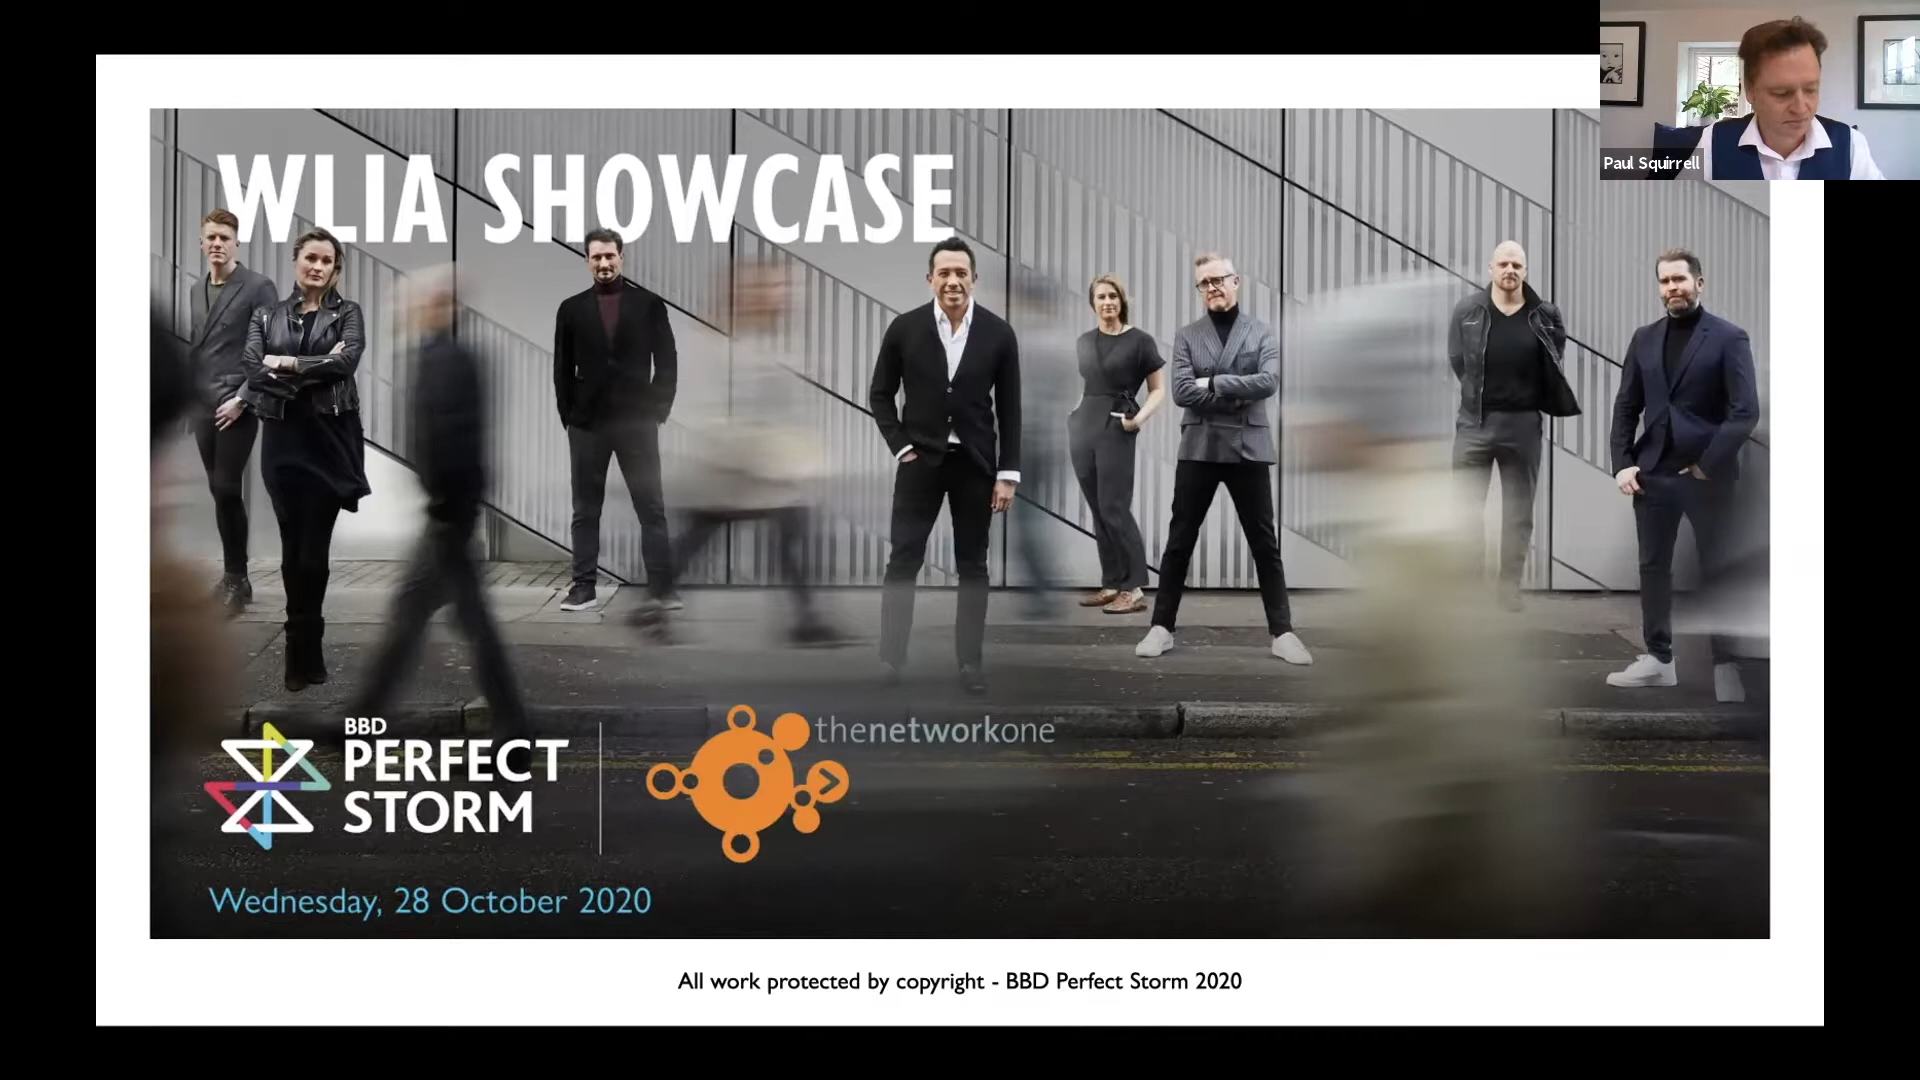 WLIA SHOWCASE
Paul Squirrell
BBD
PERFECT
STORM
thenetworkone
Wednesday, 28 October 2020
All work protected by copyright - BBD Perfect Storm 2020